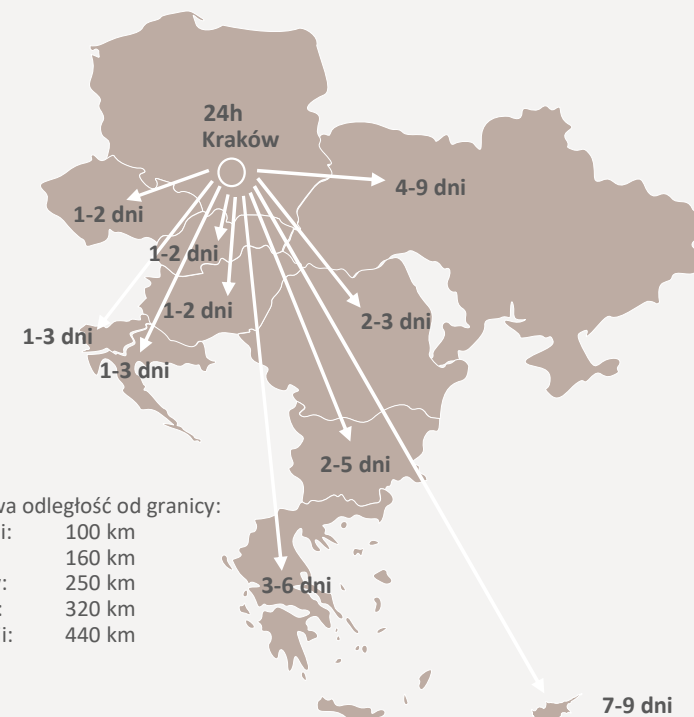 24h
Kraków
4-9 dni
1-2 dni
1-2 dni
1-2 dni
2-3 dni
1-3 dni
1-3 dni
2-5 dni
wa odległość od granicy:
i: 100 km
160 km
y: 250 km
: 320 km
i: 440 km
3-6 dni
7-9 dni